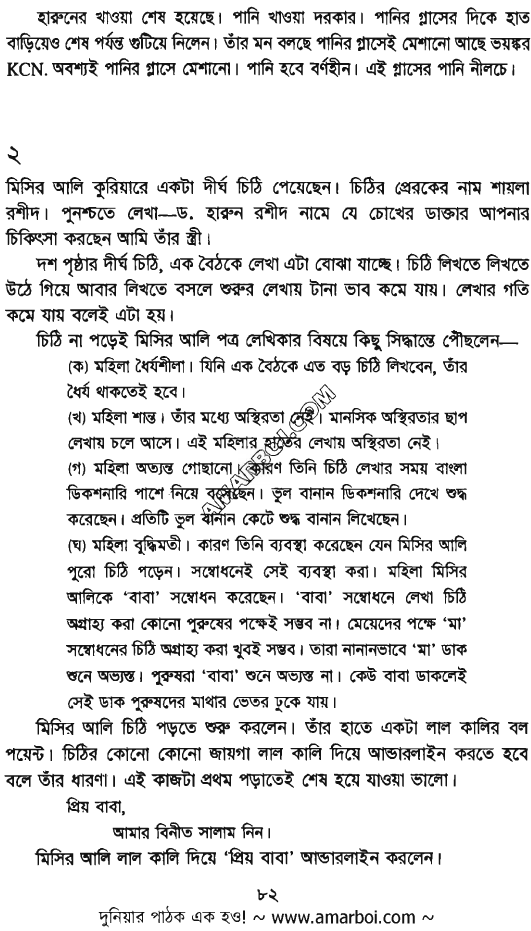 হারুনের খাওয়া শেষ হয়েছে। পানি খাওয়া দরকার। পানির গ্লাসের দিকে হাত
বাড়িয়েও শেষ পর্যন্ত গুটিয়ে নিলেন। তাঁর মন বলছে পানির গ্লাসেই মেশানো আছে ভয়ঙ্কর
KCN. অবশ্যই পানির গ্লাসে মেশানো। পানি হবে বর্ণহীন। এই গ্লাসের পানি নীলচে।
২
মিসির আলি কুরিয়ারে একটা দীর্ঘ চিঠি পেয়েছেন। চিঠির প্রেরকের নাম শায়লা
রশীদ। পুনশ্চতে লেখা—ড. হারুন রশীদ নামে যে চোখের ডাক্তার আপনার
চিকিৎসা করছেন আমি তাঁর স্ত্রী।
দশ পৃষ্ঠার দীর্ঘ চিঠি, এক বৈঠকে লেখা এটা বোঝা যাচ্ছে। চিঠি লিখতে লিখতে
উঠে গিয়ে আবার লিখতে বসলে শুরুর লেখায় টানা ভাব কমে যায়। লেখার গতি
কমে যায় বলেই এটা হয়।
চিঠি না পড়েই মিসির আলি পত্র লেখিকার বিষয়ে কিছু সিদ্ধান্তে পৌঁছলেন—
(ক) মহিলা ধৈর্যশীলা। যিনি এক বৈঠকে এত বড় চিঠি লিখবেন, তাঁর
ধৈর্য থাকতেই হবে।
(খ) মহিলা শান্ত। তাঁর মধ্যে অস্থিরতা নেই। মানসিক অস্থিরতার ছাপ
লেখায় চলে আসে। এই মহিলার হাতের লেখায় অস্থিরতা নেই।
(গ) মহিলা অত্যন্ত গোছানো। কারণ তিনি চিঠি লেখার সময় বাংলা
ডিকশনারি পাশে নিয়ে বসেছেন। ভুল বানান ডিকশনারি দেখে শুদ্ধ
করেছেন। প্রতিটি ভুল বানান কেটে শুদ্ধ বানান লিখেছেন।
(ঘ) মহিলা বুদ্ধিমতী। কারণ তিনি ব্যবস্থা করেছেন যেন মিসির আলি
পুরো চিঠি পড়েন। সম্বোধনেই সেই ব্যবস্থা করা। মহিলা মিসির
আলিকে ‘বাবা’ সম্বোধন করেছেন। ‘বাবা’ সম্বোধনে লেখা চিঠি
অগ্রাহ্য করা কোনো পুরুষের পক্ষেই সম্ভব না। মেয়েদের পক্ষে ‘মা’
সম্বোধনের চিঠি অগ্রাহ্য করা খুবই সম্ভব। তারা নানানভাবে ‘মা’ ডাক
শুনে অভ্যস্ত। পুরুষরা ‘বাবা’ শুনে অভ্যস্ত না। কেউ বাবা ডাকলেই
সেই ডাক পুরুষদের মাথার ভেতর ঢুকে যায়।
মিসির আলি চিঠি পড়তে শুরু করলেন। তাঁর হাতে একটা লাল কালির বল
পয়েন্ট। চিঠির কোনো কোনো জায়গা লাল কালি দিয়ে আন্ডারলাইন করতে হবে
বলে তাঁর ধারণা। এই কাজটা প্রথম পড়াতেই শেষ হয়ে যাওয়া ভালো।
প্রিয় বাবা,
আমার বিনীত সালাম নিন।
মিসির আলি লাল কালি দিয়ে ‘প্রিয় বাবা’ আন্ডারলাইন করলেন।
৮২
দুনিয়ার পাঠক এক হও! ~ www.amarboi.com ~
AMARBOI.COM